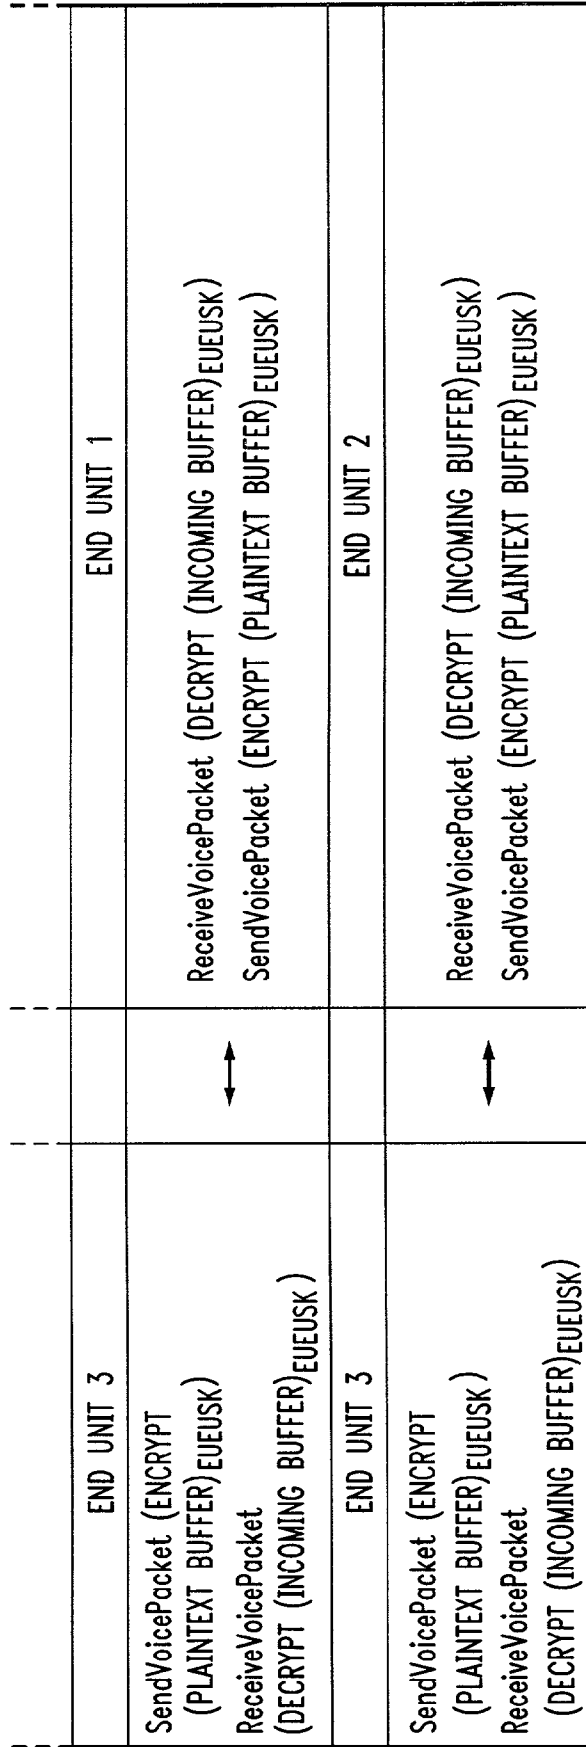 END UNIT 3
END UNIT 1
SendVoicePacket (ENCRYPT
(PLAINTEXT BUFFER)EUEUSK)
ReceiveVoicePacket
(DECRYPT (INCOMING BUFFER)EUEUSK)
ReceiveVoicePacket (DECRYPT (INCOMING BUFFER)EUEUSK)
SendVoicePacket (ENCRYPT (PLAINTEXT BUFFER)EUEUSK)
END UNIT 3
END UNIT 2
SendVoicePacket (ENCRYPT
(PLAINTEXT BUFFER)EUEUSK)
ReceiveVoicePacket
(DECRYPT (INCOMING BUFFER)EUEUSK)
ReceiveVoicePacket (DECRYPT (INCOMING BUFFER)EUEUSK)
SendVoicePacket (ENCRYPT (PLAINTEXT BUFFER)EUEUSK)